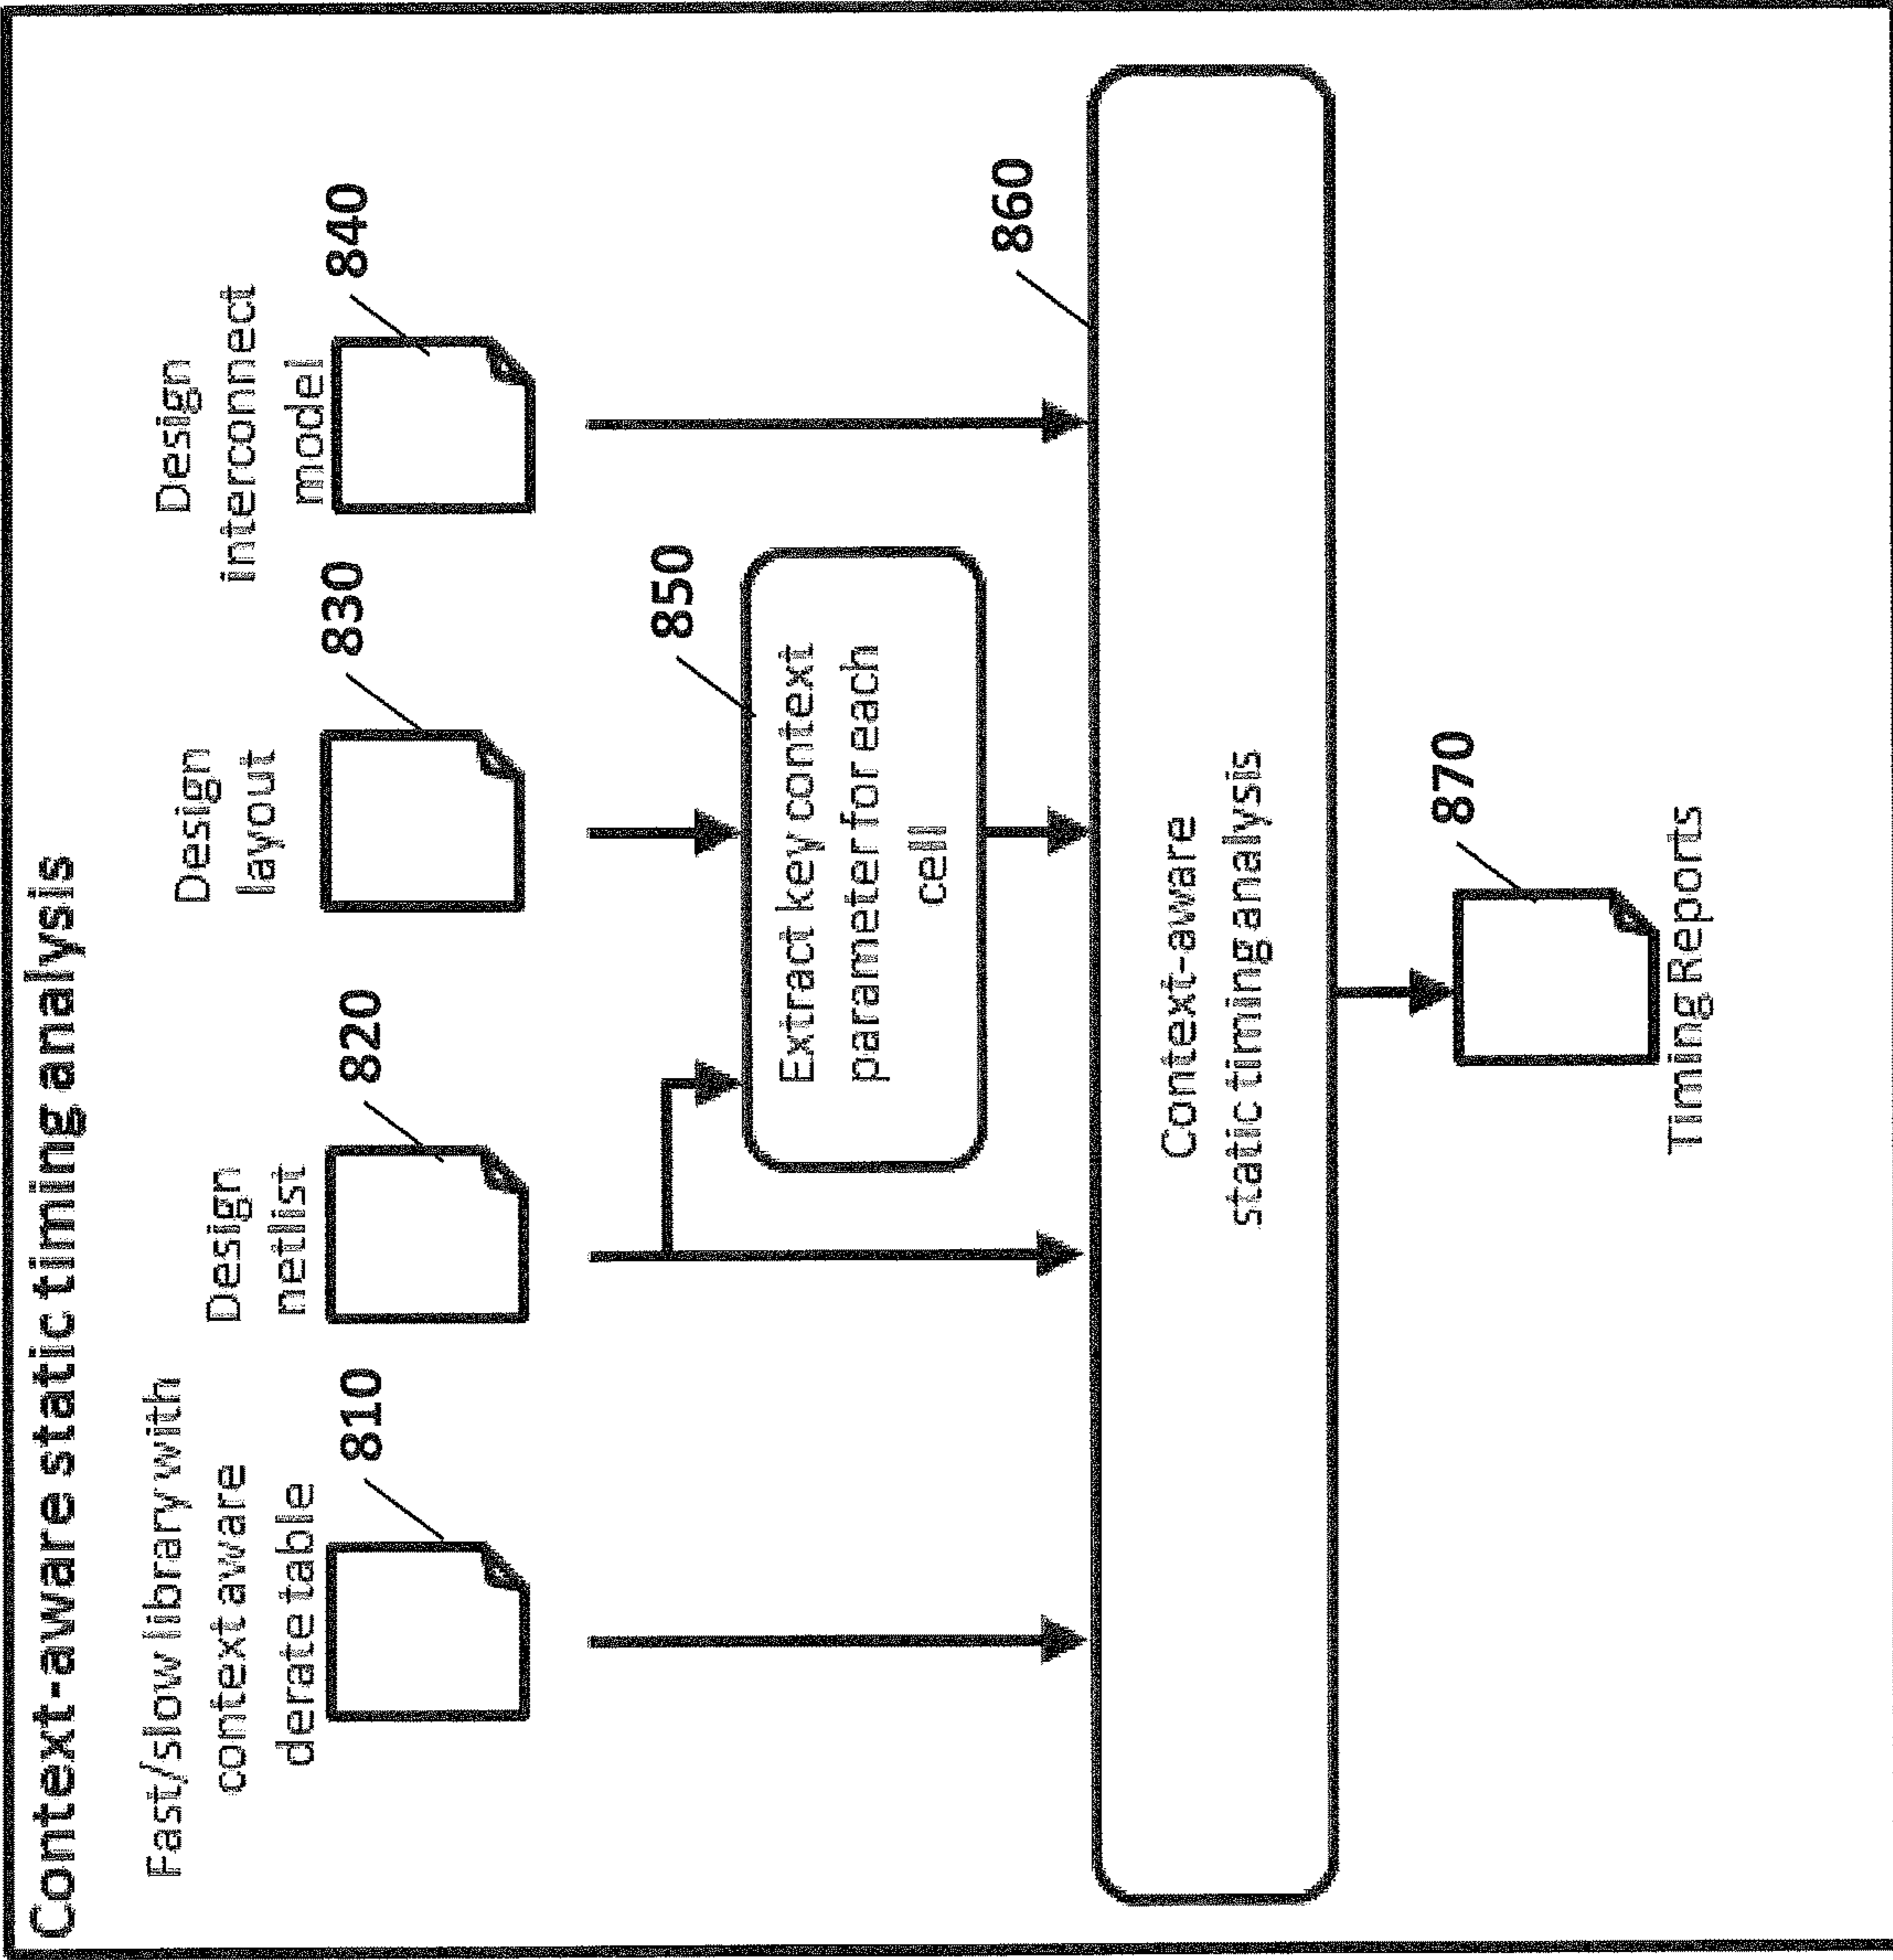 Context-aware static timing analysis
Fast/slow library with
context aware
derate table
810
Design
netlist
820
Design
layout
830
Design
interconnect
model
840
Extract key context
parameter for each
cell
850
860
Context-aware
static timing analysis
870
Timing Reports